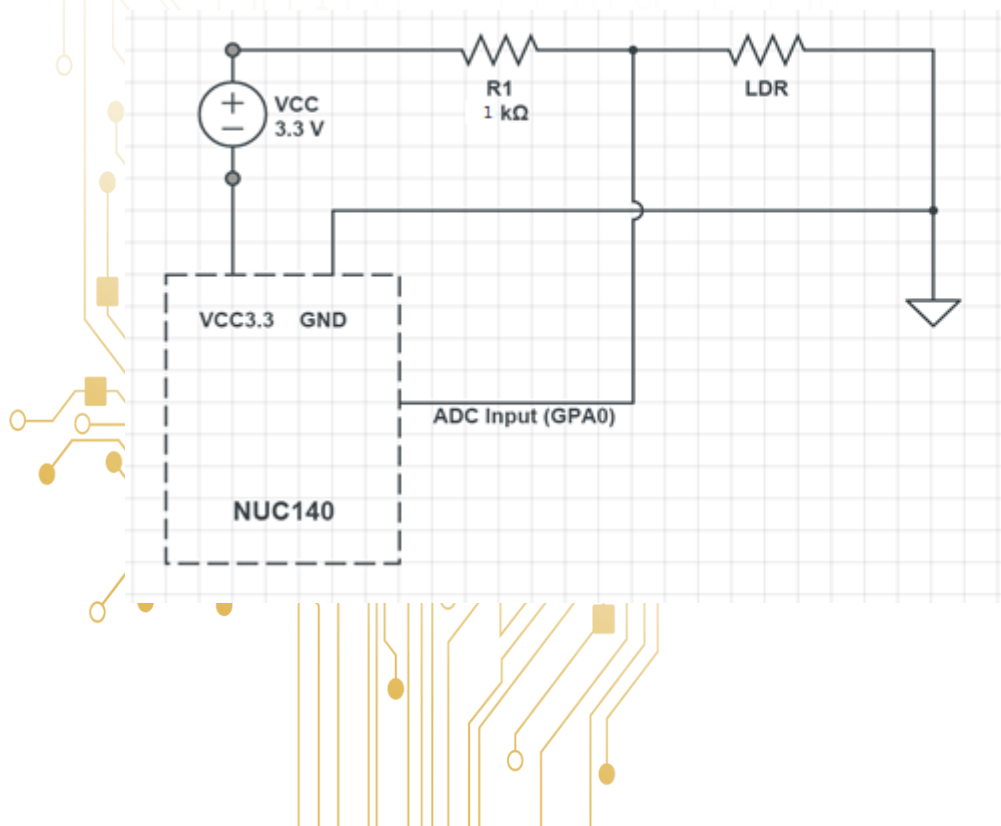 VCC
3.3 V
R1
1 kΩ
LDR
VCC3.3 GND
ADC Input (GPA0)
NUC140